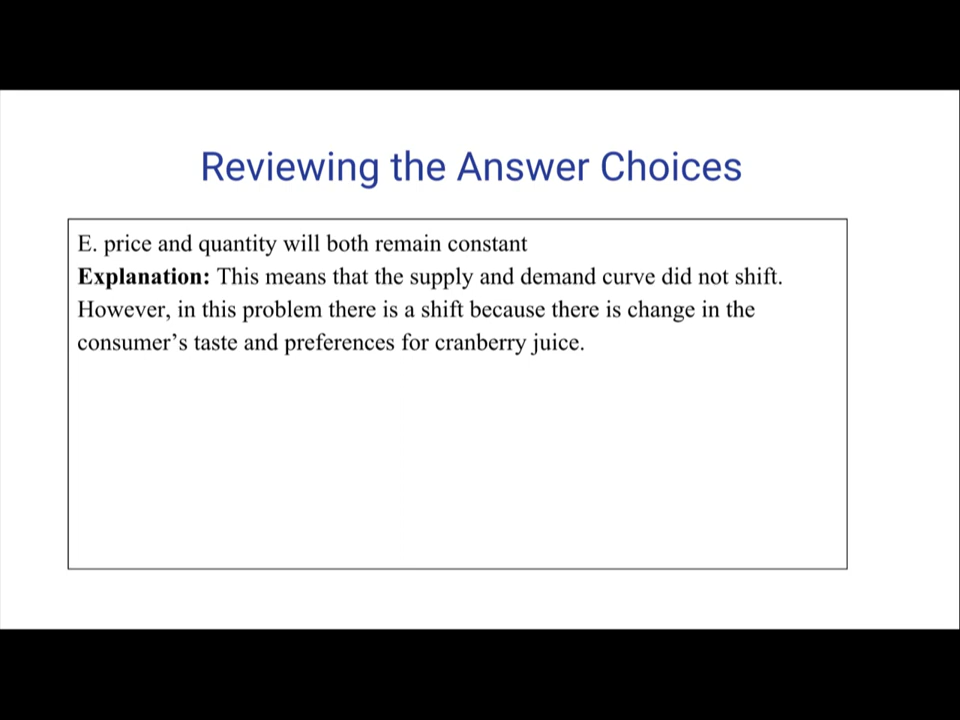 Reviewing the Answer Choices
E. price and quantity will both remain constant
Explanation: This means that the supply and demand curve did not shift.
However, in this problem there is a shift because there is change in the
consumer’s taste and preferences for cranberry juice.